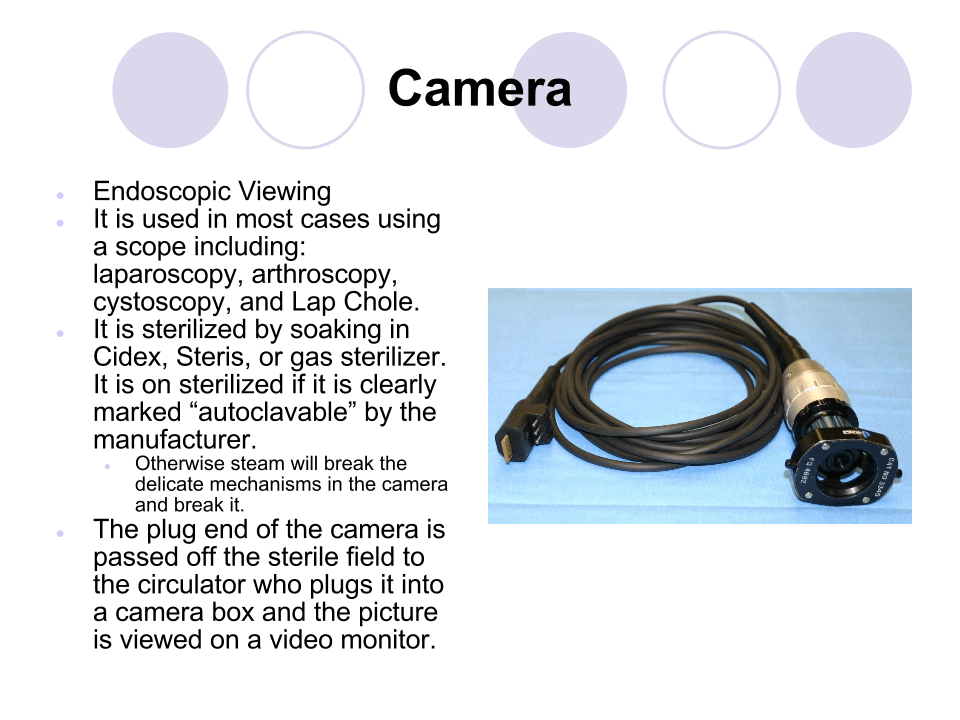 Camera
Endoscopic Viewing
It is used in most cases using
a scope including:
laparoscopy, arthroscopy,
cystoscopy, and Lap Chole.
It is sterilized by soaking in
Cidex, Steris, or gas sterilizer.
It is on sterilized if it is clearly
marked “autoclavable” by the
manufacturer.
Otherwise steam will break the
delicate mechanisms in the camera
and break it.
The plug end of the camera is
passed off the sterile field to
the circulator who plugs it into
a camera box and the picture
is viewed on a video monitor.
CAT NO 3345